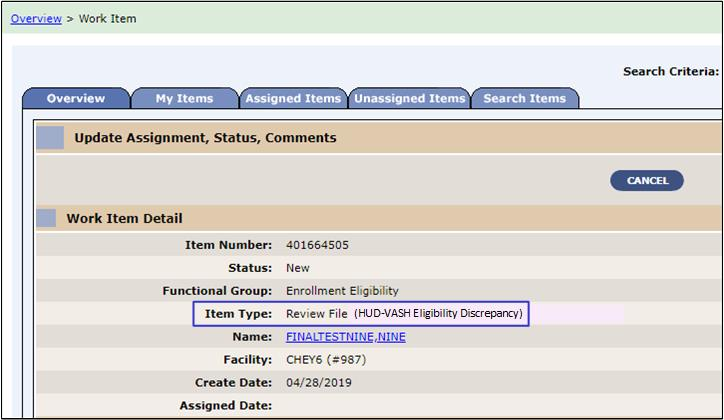 Overview > Work Item
Search Criteria:
Overview My Items Assigned Items Unassigned Items Search Items
Update Assignment, Status, Comments
CANCEL
Work Item Detail
Item Number: 401664505
Status: New
Functional Group: Enrollment Eligibility
Item Type: Review File (HUD-VASH Eligibility Discrepancy)
Name: FINALTESTNINE,NINE
Facility: CHEY6 (#987)
Create Date: 04/28/2019
Assigned Date: